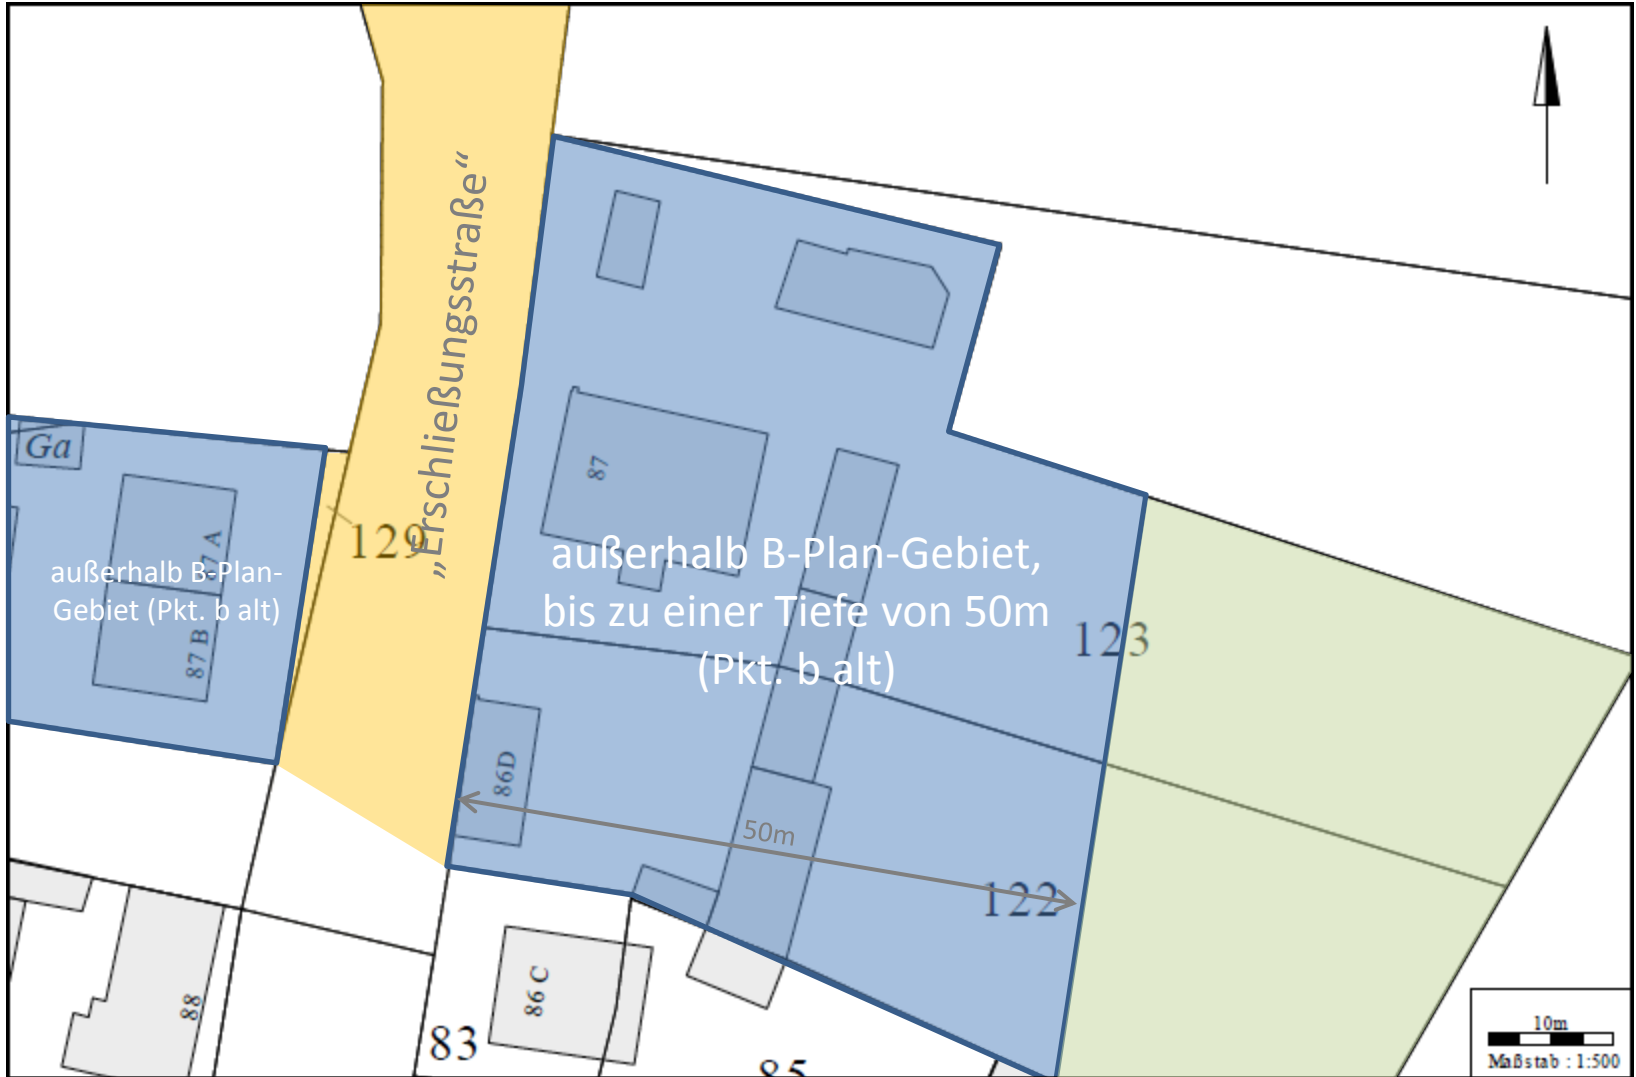 „Erschließungsstraße“
Ga
87 A
87 B
außerhalb B-Plan-
Gebiet (Pkt. b alt)
129
87
außerhalb B-Plan-Gebiet,
bis zu einer Tiefe von 50m
(Pkt. b alt)
123
86D
50m
122
88
86 C
83
85
10m
Maßstab : 1:500